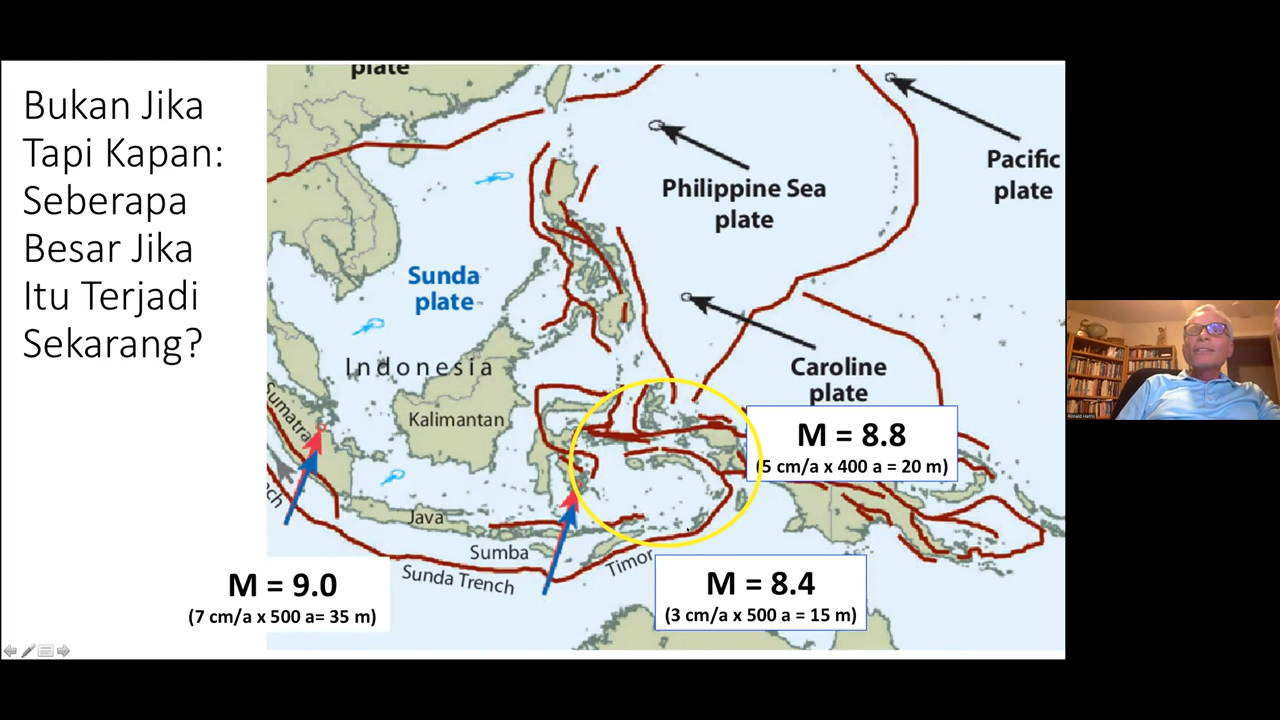 Bukan Jika
Tapi Kapan:
Seberapa
Besar Jika
Itu Terjadi
Sekarang?
plate
Pacific
plate
Philippine Sea
plate
Sunda
plate
Caroline
plate
Indonesia
Kalimantan
Sumatra
M = 8.8
(5 cm/a x 400 a = 20 m)
Java
Sumba
Timor
Sunda Trench
M = 9.0
(7 cm/a x 500 a= 35 m)
M = 8.4
(3 cm/a x 500 a = 15 m)
Ronald Harris